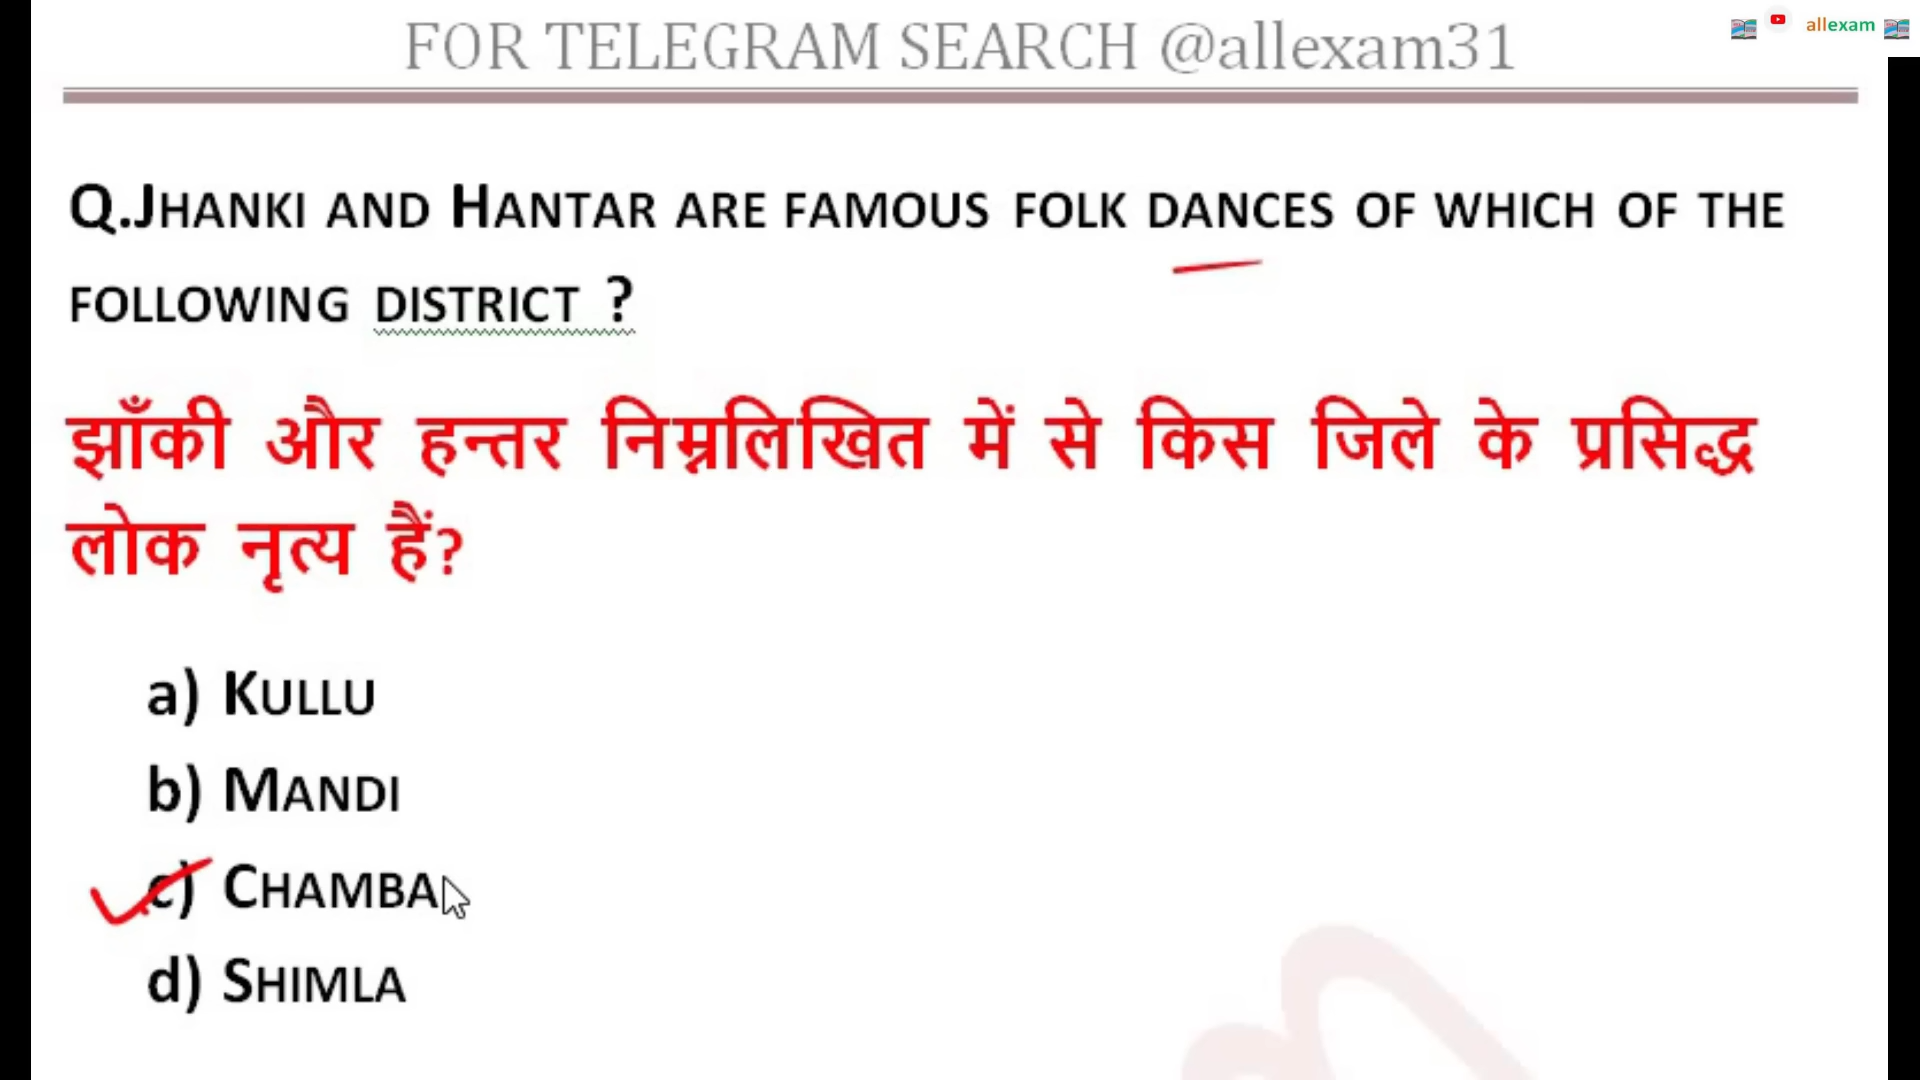 FOR TELEGRAM SEARCH @allexam31
allexam
Q.JHANKI AND HANTAR ARE FAMOUS FOLK DANCES OF WHICH OF THE
FOLLOWING DISTRICT ?
झाँकी और हन्तर निम्नलिखित में से किस जिले के प्रसिद्ध
लोक नृत्य हैं?
a) KULLU
b) MANDI
c) CHAMBA
d) SHIMLA